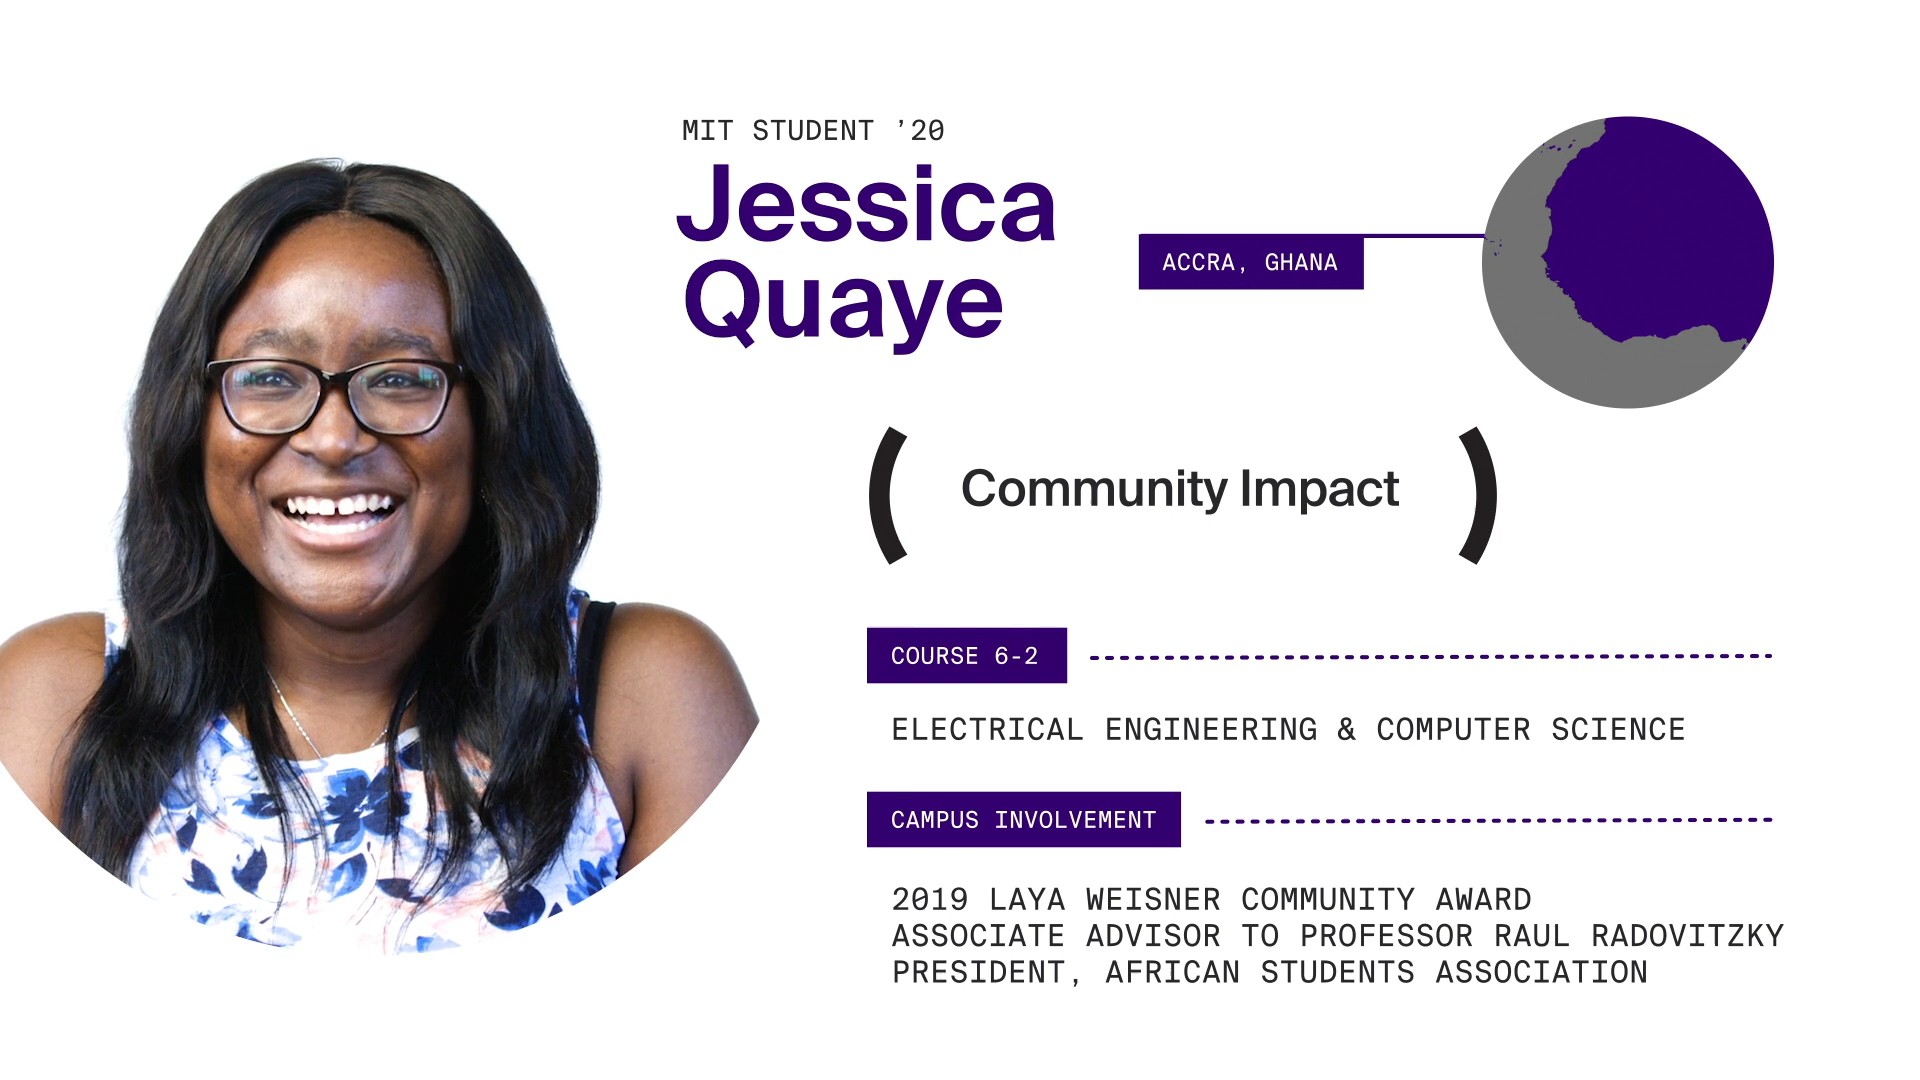 MIT STUDENT ’20
Jessica
Quaye
ACCRA, GHANA
( Community Impact )
COURSE 6-2
ELECTRICAL ENGINEERING & COMPUTER SCIENCE
CAMPUS INVOLVEMENT
2019 LAYA WEISNER COMMUNITY AWARD
ASSOCIATE ADVISOR TO PROFESSOR RAUL RADOVITZKY
PRESIDENT, AFRICAN STUDENTS ASSOCIATION